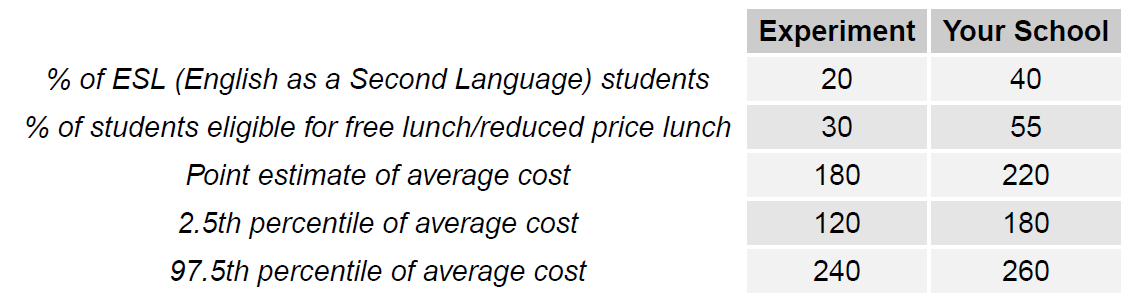 Experiment Your School
% of ESL (English as a Second Language) students 20 40
% of students eligible for free lunch/reduced price lunch 30 55
Point estimate of average cost 180 220
2.5th percentile of average cost 120 180
97.5th percentile of average cost 240 260